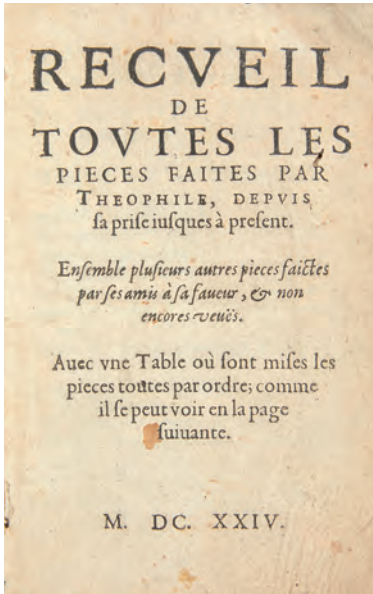 RECVEIL
DE
TOVTES LES
PIECES FAITES PAR
THEOPHILE, DEPVIS
ſa priſe iuſques à preſent.
Enſemble pluſieurs autres pieces faictes
par ſes amis à ſa faueur, & non
encores veuës.
Auec vne Table où ſont miſes les
pieces toutes par ordre; comme
il ſe peut voir en la page
ſuiuante.
M. DC. XXIV.